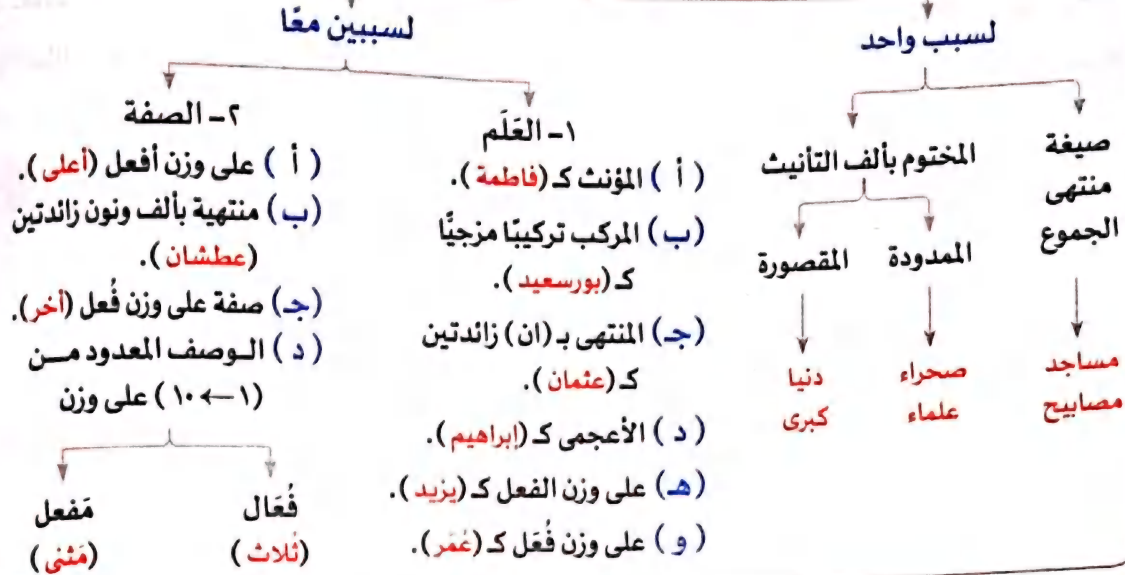 لسبب واحد
صيغة
منتهى
الجموع
مساجد
مصابيح
المختوم بألف التأنيث
الممدودة
صحراء
علماء
المقصورة
دنيا
كبرى
لسببين معًا
١- العَلَم
( أ ) المؤنث كـ (فاطمة).
(ب) المركب تركيبًا مزجيًّا
كـ (بورسعيد).
(جـ) المنتهى بـ (ان) زائدتين
كـ (عثمان).
( د ) الأعجمى كـ (إبراهيم).
(هـ) على وزن الفعل كـ (يزيد).
( و ) على وزن فُعَل كـ (عُمَر).
٢- الصفة
( أ ) على وزن أفعل (أعلى).
(ب) منتهية بألف ونون زائدتين
(عطشان).
(جـ) صفة على وزن فُعل (أخر).
( د ) الوصف المعدود من
(١ ← ١٠) على وزن
فُعَال
(ثُلاث)
مَفعل
(مَثنى)